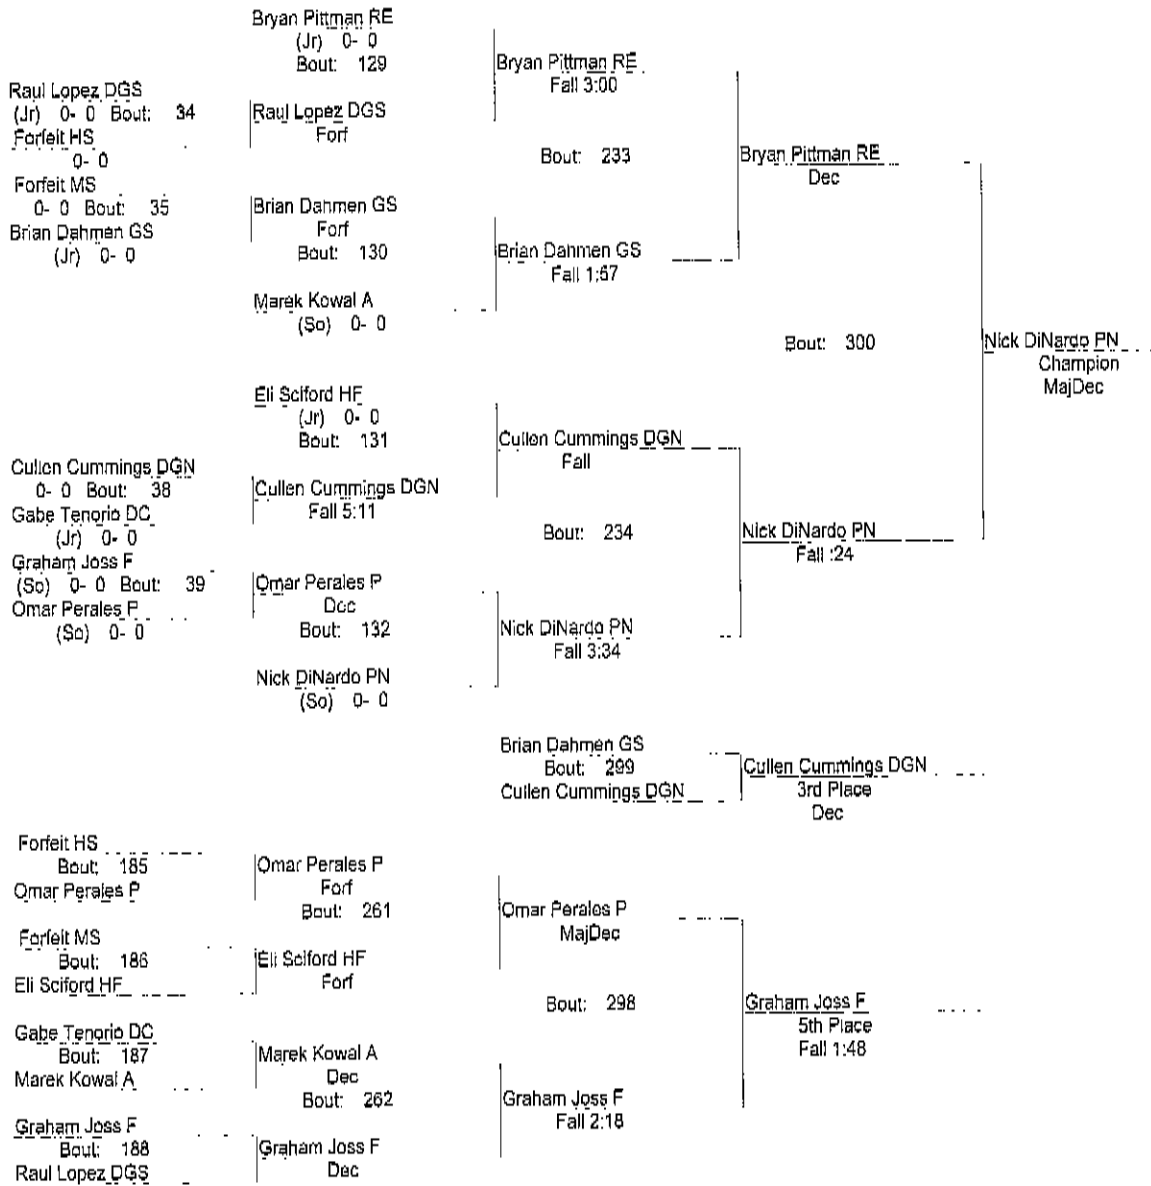 Bryan Pittman RE
(Jr) 0- 0
Bout: 129
Bryan Pittman RE
Fall 3:00
Raul Lopez DGS
(Jr) 0- 0 Bout: 34
Raul Lopez DGS
Forf
Forfeit HS
0- 0
Bout: 233
Bryan Pittman RE
Dec
Forfeit MS
0- 0 Bout: 35
Brian Dahmen GS
Forf
Brian Dahmen GS
(Jr) 0- 0
Bout: 130
Brian Dahmen GS
Fall 1:57
Marek Kowal A
(So) 0- 0
Bout: 300
Nick DiNardo PN
Champion
MajDec
Eli Sciford HF
(Jr) 0- 0
Bout: 131
Cullen Cummings DGN
Fall
Cullen Cummings DGN
0- 0 Bout: 38
Cullen Cummings DGN
Fall 5:11
Gabe Tenorio DC
(Jr) 0- 0
Bout: 234
Nick DiNardo PN
Fall :24
Graham Joss F
(So) 0- 0 Bout: 39
Omar Perales P
Dec
Omar Perales P
(So) 0- 0
Bout: 132
Nick DiNardo PN
Fall 3:34
Nick DiNardo PN
(So) 0- 0
Brian Dahmen GS
Bout: 299
Cullen Cummings DGN
Cullen Cummings DGN
3rd Place
Dec
Forfeit HS
Bout: 185
Omar Perales P
Omar Perales P
Forf
Bout: 261
Omar Perales P
MajDec
Forfeit MS
Bout: 186
Eli Sciford HF
Eli Sciford HF
Forf
Bout: 298
Graham Joss F
5th Place
Fall 1:48
Gabe Tenorio DC
Bout: 187
Marek Kowal A
Marek Kowal A
Dec
Bout: 262
Graham Joss F
Fall 2:18
Graham Joss F
Bout: 188
Raul Lopez DGS
Graham Joss F
Dec